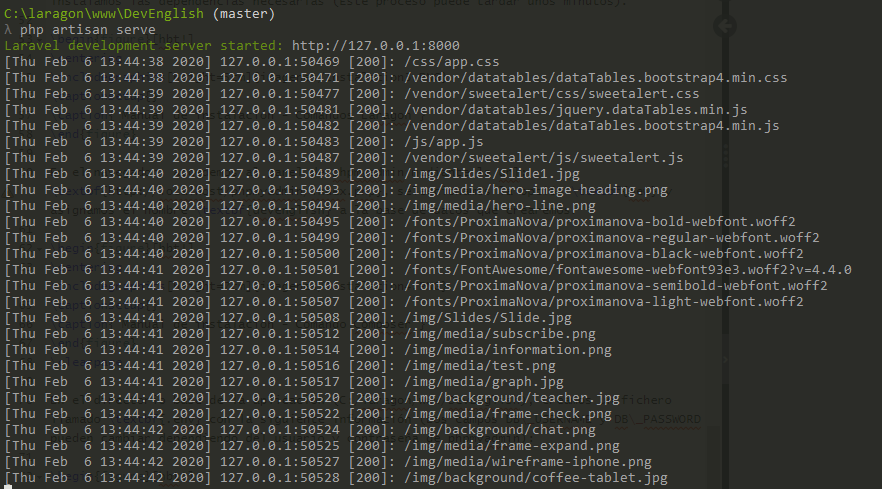 C:\laragon\www\DevEnglish (master)
λ php artisan serve
Laravel development server started: http://127.0.0.1:8000
[Thu Feb  6 13:44:38 2020] 127.0.0.1:50469 [200]: /css/app.css
[Thu Feb  6 13:44:38 2020] 127.0.0.1:50471 [200]: /vendor/datatables/dataTables.bootstrap4.min.css
[Thu Feb  6 13:44:39 2020] 127.0.0.1:50477 [200]: /vendor/sweetalert/css/sweetalert.css
[Thu Feb  6 13:44:39 2020] 127.0.0.1:50481 [200]: /vendor/datatables/jquery.dataTables.min.js
[Thu Feb  6 13:44:39 2020] 127.0.0.1:50482 [200]: /vendor/datatables/dataTables.bootstrap4.min.js
[Thu Feb  6 13:44:39 2020] 127.0.0.1:50483 [200]: /js/app.js
[Thu Feb  6 13:44:39 2020] 127.0.0.1:50487 [200]: /vendor/sweetalert/js/sweetalert.js
[Thu Feb  6 13:44:40 2020] 127.0.0.1:50489 [200]: /img/Slides/Slide1.jpg
[Thu Feb  6 13:44:40 2020] 127.0.0.1:50493 [200]: /img/media/hero-image-heading.png
[Thu Feb  6 13:44:40 2020] 127.0.0.1:50494 [200]: /img/media/hero-line.png
[Thu Feb  6 13:44:40 2020] 127.0.0.1:50495 [200]: /fonts/ProximaNova/proximanova-bold-webfont.woff2
[Thu Feb  6 13:44:40 2020] 127.0.0.1:50499 [200]: /fonts/ProximaNova/proximanova-regular-webfont.woff2
[Thu Feb  6 13:44:40 2020] 127.0.0.1:50500 [200]: /fonts/ProximaNova/proximanova-black-webfont.woff2
[Thu Feb  6 13:44:41 2020] 127.0.0.1:50501 [200]: /fonts/FontAwesome/fontawesome-webfont93e3.woff2?v=4.4.0
[Thu Feb  6 13:44:41 2020] 127.0.0.1:50506 [200]: /fonts/ProximaNova/proximanova-semibold-webfont.woff2
[Thu Feb  6 13:44:41 2020] 127.0.0.1:50507 [200]: /fonts/ProximaNova/proximanova-light-webfont.woff2
[Thu Feb  6 13:44:41 2020] 127.0.0.1:50508 [200]: /img/Slides/Slide.jpg
[Thu Feb  6 13:44:41 2020] 127.0.0.1:50512 [200]: /img/media/subscribe.png
[Thu Feb  6 13:44:41 2020] 127.0.0.1:50514 [200]: /img/media/information.png
[Thu Feb  6 13:44:41 2020] 127.0.0.1:50516 [200]: /img/media/test.png
[Thu Feb  6 13:44:41 2020] 127.0.0.1:50517 [200]: /img/media/graph.jpg
[Thu Feb  6 13:44:41 2020] 127.0.0.1:50520 [200]: /img/background/teacher.jpg
[Thu Feb  6 13:44:42 2020] 127.0.0.1:50522 [200]: /img/media/frame-check.png
[Thu Feb  6 13:44:42 2020] 127.0.0.1:50524 [200]: /img/background/chat.png
[Thu Feb  6 13:44:42 2020] 127.0.0.1:50525 [200]: /img/media/frame-expand.png
[Thu Feb  6 13:44:42 2020] 127.0.0.1:50527 [200]: /img/media/wireframe-iphone.png
[Thu Feb  6 13:44:42 2020] 127.0.0.1:50528 [200]: /img/background/coffee-tablet.jpg